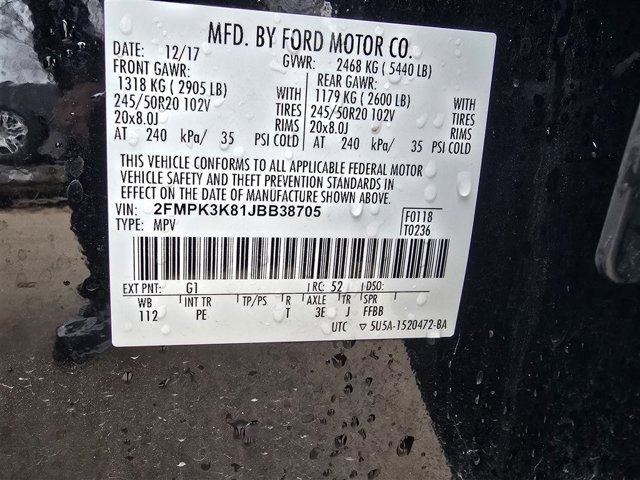 MFD. BY FORD MOTOR CO.
DATE: 12/17 GVWR: 2468 KG ( 5440 LB)
FRONT GAWR: REAR GAWR:
1318 KG ( 2905 LB) WITH 1179 KG ( 2600 LB) WITH
245/50R20 102V TIRES 245/50R20 102V TIRES
20x8.0J RIMS 20x8.0J RIMS
AT 240 kPa/ 35 PSI COLD AT 240 kPa/ 35 PSI COLD
THIS VEHICLE CONFORMS TO ALL APPLICABLE FEDERAL MOTOR
VEHICLE SAFETY AND THEFT PREVENTION STANDARDS IN
EFFECT ON THE DATE OF MANUFACTURE SHOWN ABOVE.
VIN: 2FMPK3K81JBB38705 F0118
TYPE: MPV T0236
EXT PNT: G1 RC: 52 DSO:
WB INT TR TP/PS R AXLE TR SPR
112 PE T 3E J FFBB
UTC ▽ 5U5A-1520472-BA